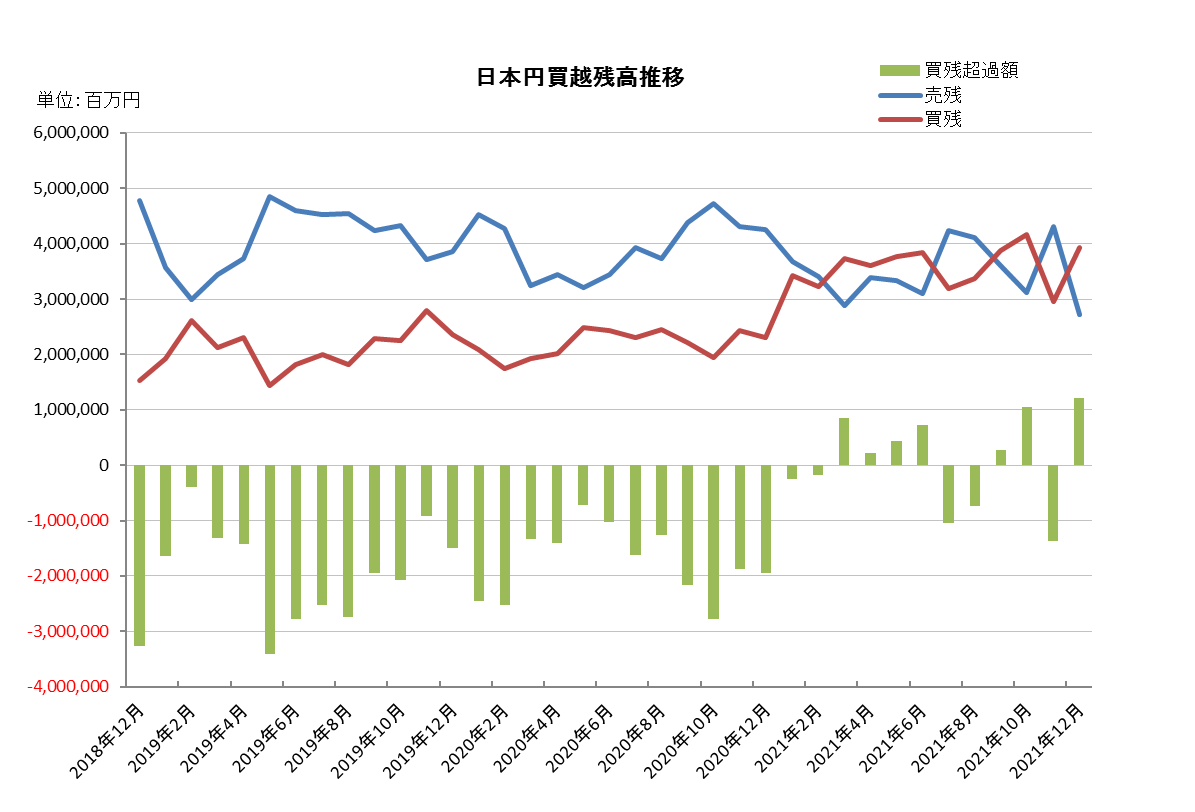 日本円買越残高推移
買残超過額
売残
買残
単位: 百万円
6,000,000
5,000,000
4,000,000
3,000,000
2,000,000
1,000,000
0
-1,000,000
-2,000,000
-3,000,000
-4,000,000
2018年12月
2019年2月
2019年4月
2019年6月
2019年8月
2019年10月
2019年12月
2020年2月
2020年4月
2020年6月
2020年8月
2020年10月
2020年12月
2021年2月
2021年4月
2021年6月
2021年8月
2021年10月
2021年12月